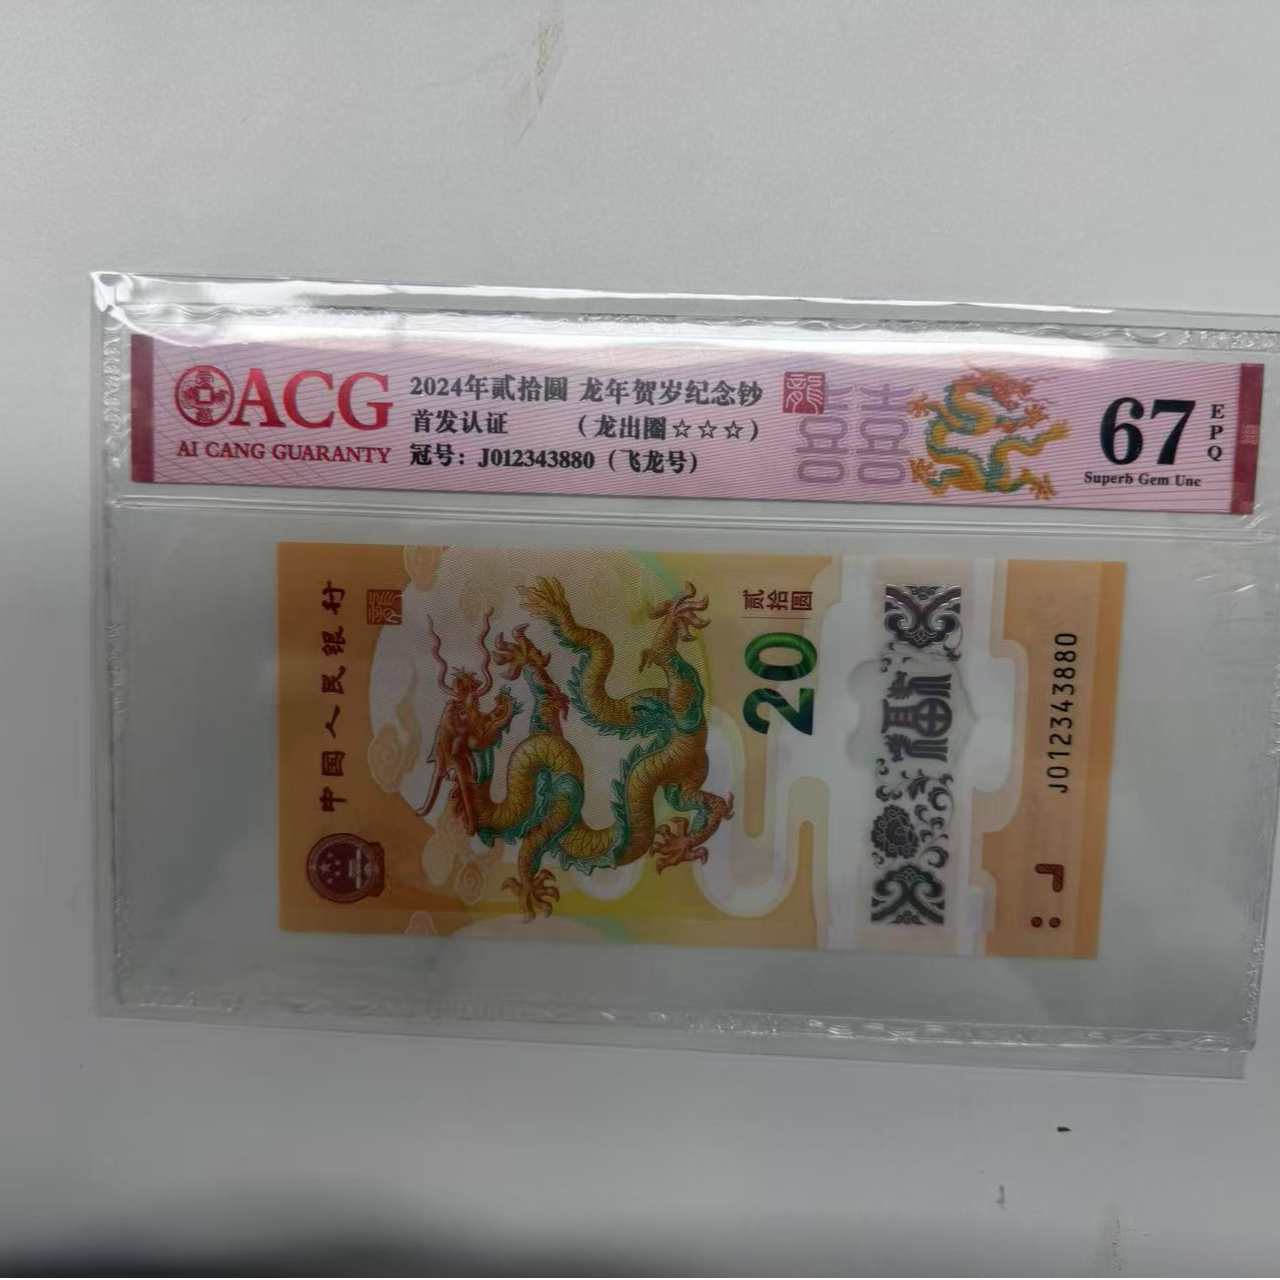 ACG
AI CANG GUARANTY
2024年贰拾圆 龙年贺岁纪念钞
首发认证 (龙出圈☆☆☆)
冠号：J012343880 (飞龙号)
67
EPQ
Superb Gem Unc
中国人民银行
贰拾圆
20
J012343880